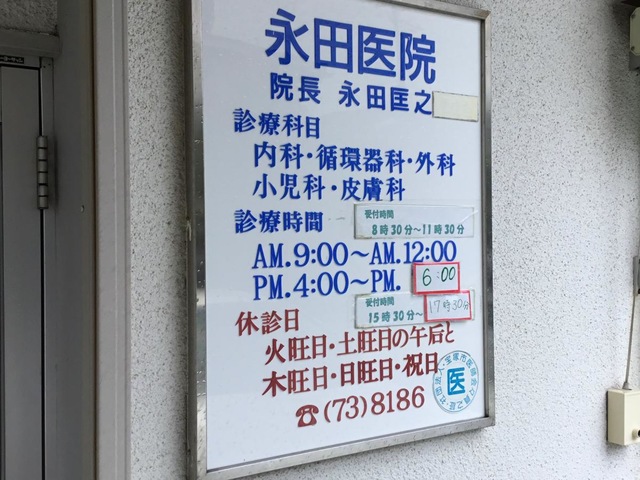 永田医院
院長 永田匡之
診療科目
内科・循環器科・外科
小児科・皮膚科
診療時間
受付時間
8時30分～11時30分
AM.9:00～AM.12:00
PM.4:00～PM. 6:00
受付時間
15時30分～17時30分
休診日
火旺日・土旺日の午后と
木旺日・日旺日・祝日
☎(73)8186
医